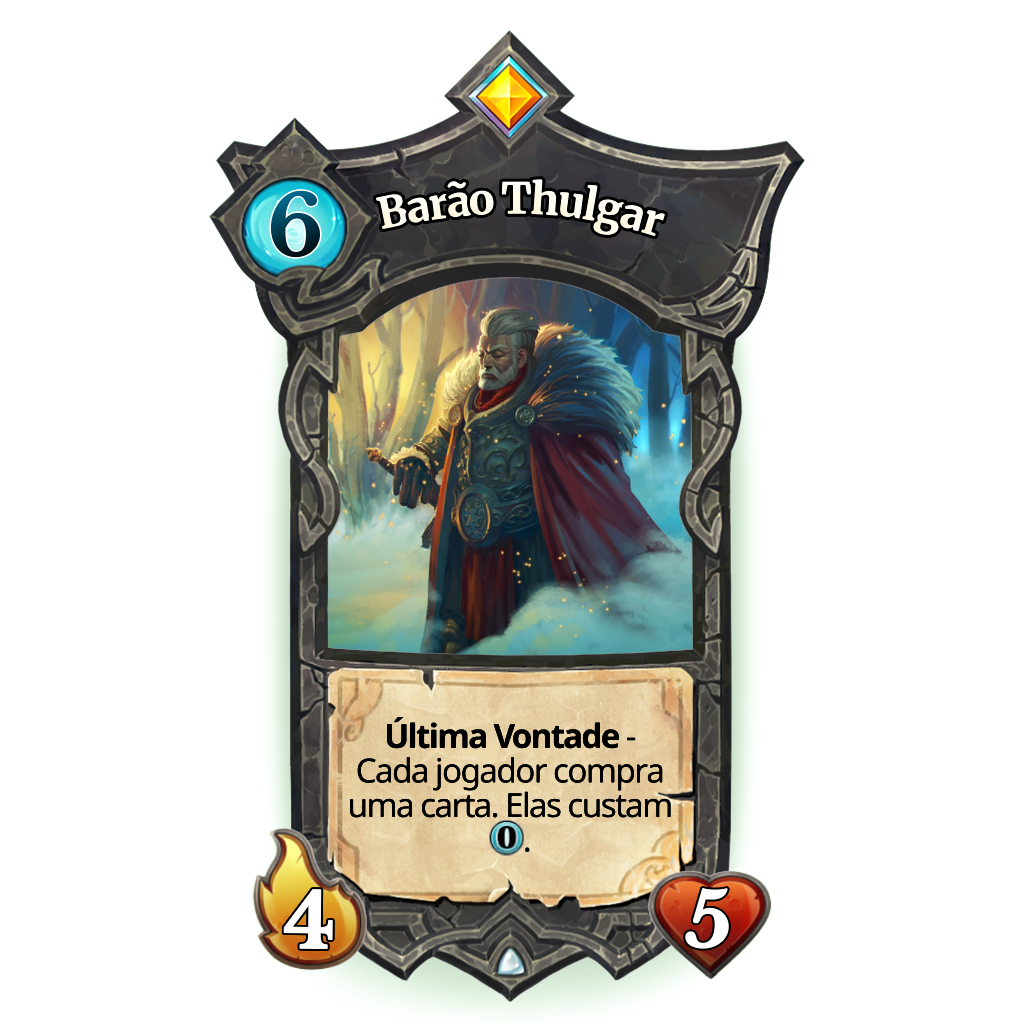 6
Barão Thulgar
Última Vontade -
Cada jogador compra
uma carta. Elas custam
0.
4
5